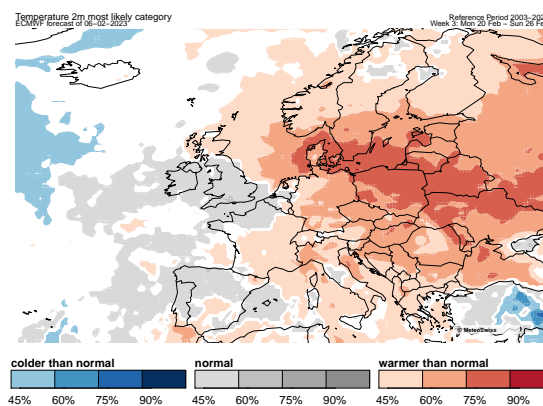 Temperature 2m most likely category
ECMWF forecast of 06−02−2023
Reference Period 2003−202
Week 3: Mon 20 Feb − Sun 26 Fe
© MeteoSwiss
colder than normal
normal
warmer than normal
45% 60% 75% 90% 45% 60% 75% 90% 45% 60% 75% 90%